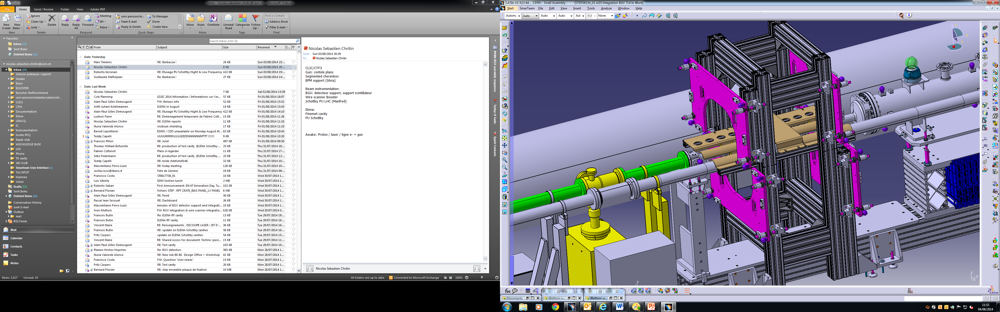 Inbox - nicolas.sebastien.chritin@cern.ch - Microsoft Outlook
File Home Send / Receive Folder View Adobe PDF
New E-mail
New Items
New
Ignore
Clean Up
Junk
Delete
Delete
Reply
Reply All
Forward
Meeting
IM
More
Respond
cern pension/m...
Team E-mail
Reply & Delete
To Manager
Done
Create New
Quick Steps
Move
Rules
OneNote
Move
Unread/ Read
Categorize
Follow Up
Tags
Find a Contact
Address Book
Filter E-mail
Find
Favorites
Inbox (24)
Sent Items
Deleted Items (16)
nicolas.sebastien.chritin@cern.ch
Inbox (24)
Astuces pratiques support
Awake
Biere
BOOSTER
Buncher Steffen/Ahmed
cern pension/maladie/salaire/ert...
CLIC1
CTF3
Documentation
Elena
GRACQ
IC
Instrumentation
Isolde RFQ
Kayak club
kNOWLEDGE BASE
LHC
Phone
PS cavity
SKI CLUB
Smarteam User Interface (1)
TAC/NTOF
trainnee
Victor
Drafts [55]
Sent Items
Deleted Items (16)
Conversation History
Junk E-mail
Outbox
mail
RSS Feeds
Mail
Calendar
Contacts
Tasks
Notes
Items: 5,027 Unread: 24
Search Inbox (Ctrl+E)
From Subject Size Received C...
Date: Yesterday
Marc Timmins RE: Barbacoa ! 24 KB Sun 03/08/2014 23:...
Nicolas Sebastien Chritin 8 KB Sun 03/08/2014 20:...
Roberto Kersevan RE: Etuvage PU Schottky Hight & Low Frequency 422 KB Sun 03/08/2014 19:...
Guillaume Maîtrejean RE: Barbacoa ! 27 KB Sun 03/08/2014 14:...
Date: Last Week
Nicolas Sebastien Chritin 7 KB Sat 02/08/2014 15:39
Ccrb Planning LD2IC 2014 Information / Informations sur l'ex... 57 KB Fri 01/08/2014 18:07
Alain Paul Gilles Demougeot FW: Belows info 52 KB Fri 01/08/2014 15:52
Antti Juhani Kolehmainen ELENA in August 14 KB Fri 01/08/2014 15:43
Alain Paul Gilles Demougeot RE: Etuvage PU Schottky Hight & Low Frequency 422 KB Fri 01/08/2014 14:10
Ludovic Favre RE: Demenagement temporaire de Fabien Cott... 15 KB Fri 01/08/2014 11:26
Nicolas Sebastien Chritin RE: ELENA reports 11 KB Fri 01/08/2014 11:18
Nuria Valverde Alonso niobium shielding 17 KB Fri 01/08/2014 11:10
Benoit Lepoittevin EDMS / CDD unavailable on Monday August 4t... 63 KB Fri 01/08/2014 10:43
Teddy Capelli UUUURRRRGGGGEEEENNNNNNNTTTT !!!!!!!! 9 KB Fri 01/08/2014 10:20
Francois Pillon RE: Joint 497 KB Fri 01/08/2014 09:50
Thomas William Birtwistle RE: production of test cavity (ELENA Schottky ... 23 KB Thu 31/07/2014 18:...
Fabien Cottenot Plans à regarder 11 KB Thu 31/07/2014 17:...
Silke Federmann RE: production of test cavity (ELENA Schottky ... 23 KB Thu 31/07/2014 12:...
Teddy Capelli RE: bride stdvfuhv0146 32 KB Thu 31/07/2014 10:...
Massimiliano Ferro-Luzzi RE: today meeting 128 KB Thu 31/07/2014 10:...
cecilia.rossi@libero.it Fete de Geneve 19 KB Thu 31/07/2014 09:...
Francisco Costa ST0617736_01 10 KB Wed 30/07/2014 1...
Luis Alberty EDM Section lunch 2 MB Wed 30/07/2014 1...
Roberto Saban First Announcement: EN-KT Innovation Day, Tu... 102 KB Wed 30/07/2014 1...
Bernard Florian fichiers STEP - RPT CRATE_BIAS PANEL_LV PANEL 6 MB Wed 30/07/2014 1...
Alain Paul Gilles Demougeot RE: Point 30 KB Wed 30/07/2014 1...
Pascal Jean Secouet RE: Dashboard 26 KB Wed 30/07/2014 1...
Massimiliano Ferro-Luzzi minutes of BGV detector support and integrati... 10 KB Wed 30/07/2014 1...
Yvon Muttoni FW: BGV integration & wire scanner integratio... 628 KB Wed 30/07/2014 0...
Francois Butin Re: ELENA RF cavity 13 KB Tue 29/07/2014 19:...
Francois Butin ELENA RF cavity 11 KB Tue 29/07/2014 16:...
Vincent Maire RE: Renseignements , DECOUPE LASER / JET D'... 36 KB Tue 29/07/2014 16:...
Francois Butin RE: update on ELENA Schottky cavities 58 KB Tue 29/07/2014 16:...
Fritz Caspers update on ELENA Schottky cavities 54 KB Tue 29/07/2014 15:...
Vincent Maire RE: Shared Access for document: Technic speci... 15 KB Tue 29/07/2014 11:...
Alain Paul Gilles Demougeot RE: Test cavity 103 KB Tue 29/07/2014 10:...
Plamen Hristov Hopchev Re: BGV detectors 385 KB Mon 28/07/2014 1...
Nuria Valverde Alonso RE: New Job BE-BI: Design Office + Workshop 41 KB Mon 28/07/2014 1...
Francisco Costa FW: Question "User needs" 15 KB Mon 28/07/2014 1...
Fritz Caspers RE: Test cavity 20 KB Mon 28/07/2014 1...
Bernard Florian RE: step ensemble plaque de fixation 10 MB Mon 28/07/2014 1...
Nicolas Sebastien Chritin
Sent: Sun 03/08/2014 20:29
To: Nicolas Sebastien Chritin
CLIC/CTF3
Gun: contole plans
Segmented cherenkov
BPM support (Silvia)
Beam instrumentation:
BGV: detecteur support, support scintillateur
Wire scanner Booster
Schottky PU LHC (Manfred)
Elena:
Finemet cavity
PU Schottky
Awake: Proton / laser / ligne e- + gun
Nicolas Sebastien Chritin
09:00: BGV assembly sequence
Today: 0 Tasks
Quick Contacts
All folders are up to date. Connected to Microsoft Exchange 100%
CATIA V5 R23 64 - CERN : Small Assembly - - - [ST0556334_01 a.03 Integration BGV 7L4 In Work]
Start SmarTeam File Edit View Insert Tools Analyze Window Help
Autom. Auto Auto Auto Aut Aut None
f(x)
Documents
(Bottom-u...
(Bottom-u...
CATIA
11:53
04/08/2014